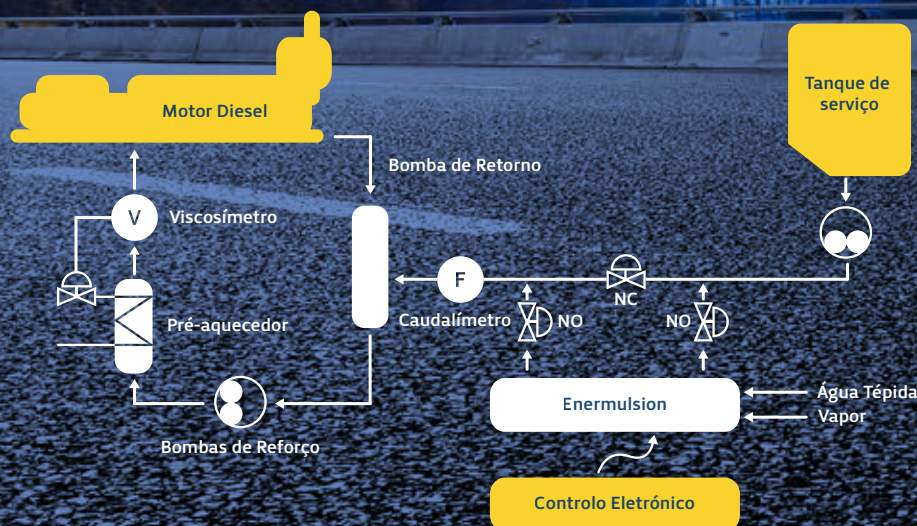 Tanque de
serviço
Motor Diesel
Bomba de Retorno
V
Viscosímetro
F
NC
Caudalímetro
NO
NO
Pré-aquecedor
Enermulsion
Água Tépida
Vapor
Bombas de Reforço
Controlo Eletrónico